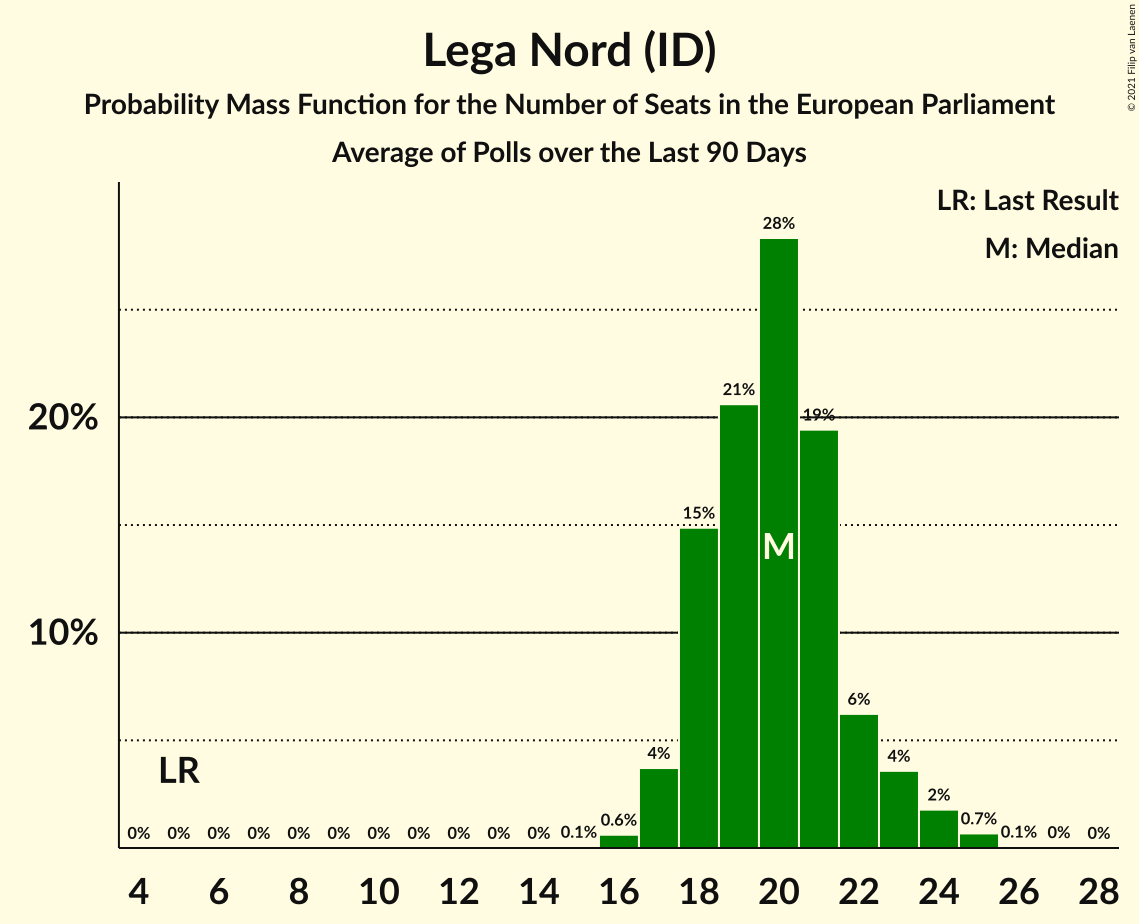 Lega Nord (ID)
Probability Mass Function for the Number of Seats in the European Parliament
Average of Polls over the Last 90 Days
© 2021 Filip van Laenen
LR: Last Result
M: Median
28%
21%
20%
19%
15%
M
10%
6%
4%
4%
LR
2%
0% 0% 0% 0% 0% 0% 0% 0% 0% 0% 0% 0.1% 0.6% 0.7% 0.1% 0% 0%
4 6 8 10 12 14 16 18 20 22 24 26 28